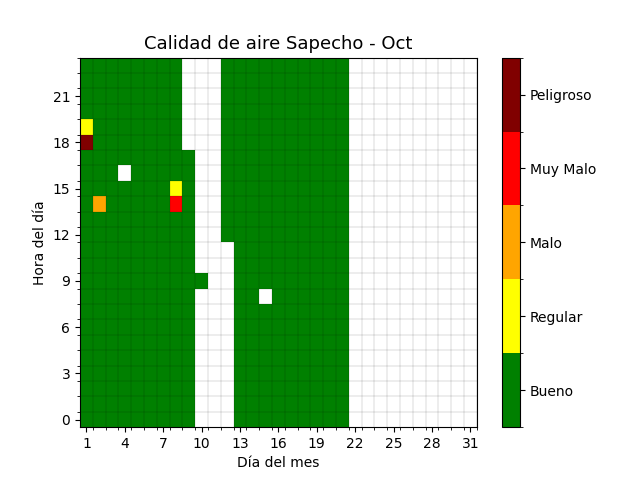 Calidad de aire Sapecho - Oct
21
18
15
12
9
6
3
0
Hora del día
1 4 7 10 13 16 19 22 25 28 31
Día del mes
Peligroso
Muy Malo
Malo
Regular
Bueno